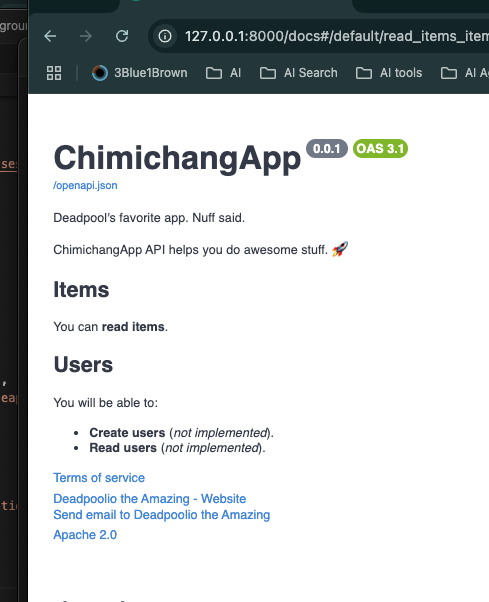 grou
127.0.0.1:8000/docs#/default/read_items_item
3Blue1Brown AI AI Search AI tools AI A
ses
ChimichangApp 0.0.1 OAS 3.1
/openapi.json
Deadpool's favorite app. Nuff said.
ChimichangApp API helps you do awesome stuff. 🚀
Items
You can read items.
Users
You will be able to:
,
eap
• Create users (not implemented).
• Read users (not implemented).
Terms of service
Deadpoolio the Amazing - Website
tio
Send email to Deadpoolio the Amazing
Apache 2.0